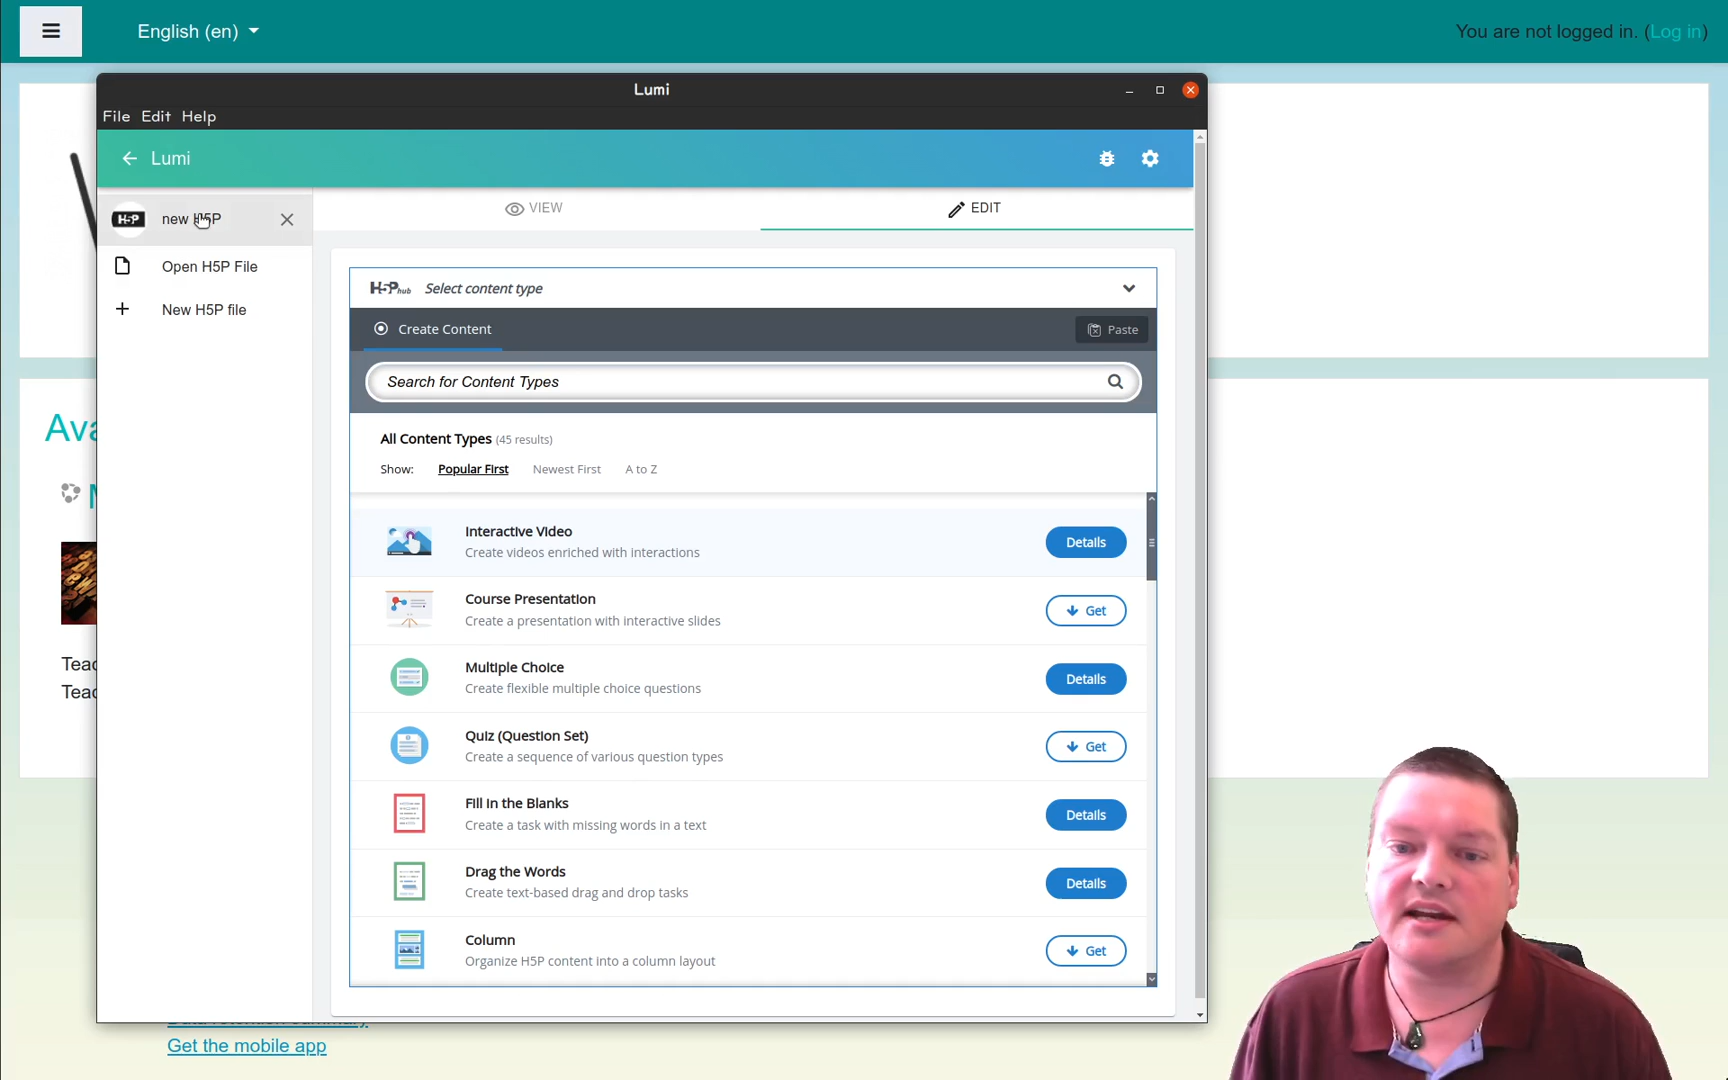 English (en)
You are not logged in. (Log in)
Lumi
File Edit Help
Lumi
new H5P
Open H5P File
New H5P file
VIEW
EDIT
H5P hub Select content type
Create Content
Paste
Search for Content Types
All Content Types (45 results)
Show: Popular First Newest First A to Z
Interactive Video
Create videos enriched with interactions
Details
Course Presentation
Create a presentation with interactive slides
Get
Multiple Choice
Create flexible multiple choice questions
Details
Quiz (Question Set)
Create a sequence of various question types
Get
Fill in the Blanks
Create a task with missing words in a text
Details
Drag the Words
Create text-based drag and drop tasks
Details
Column
Organize H5P content into a column layout
Get
Ava
Teac
Teac
Get the mobile app